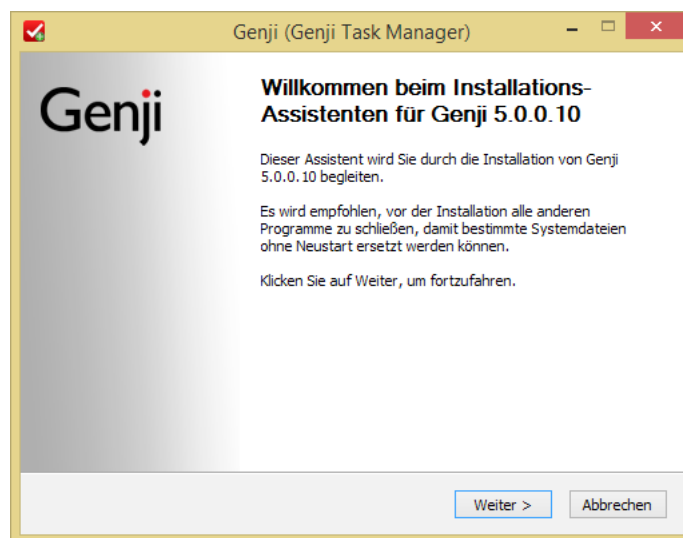 Genji (Genji Task Manager)
Genji
Willkommen beim Installations-
Assistenten für Genji 5.0.0.10
Dieser Assistent wird Sie durch die Installation von Genji
5.0.0.10 begleiten.
Es wird empfohlen, vor der Installation alle anderen
Programme zu schließen, damit bestimmte Systemdateien
ohne Neustart ersetzt werden können.
Klicken Sie auf Weiter, um fortzufahren.
Weiter >
Abbrechen